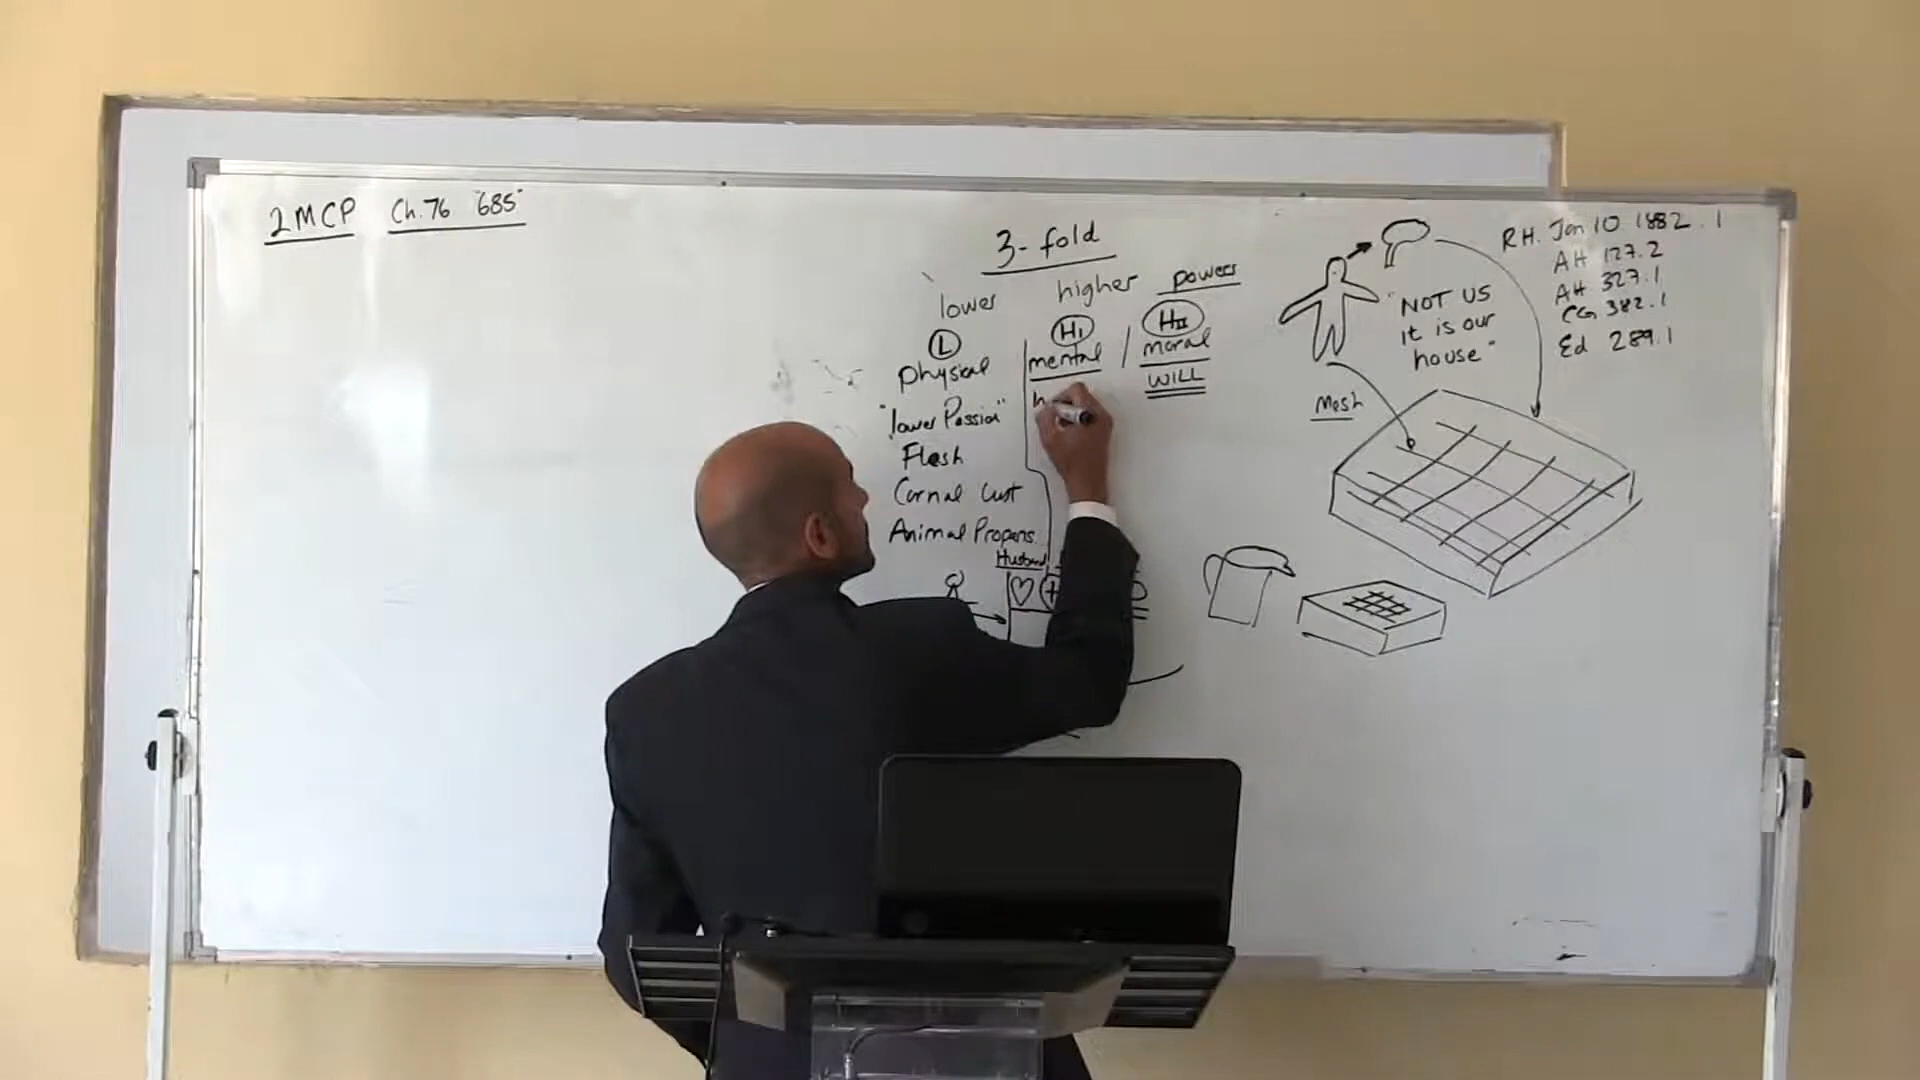 2MCP Ch.76 "685"
3-fold
lower higher powers
L H1 / HII
physical mental / moral
WILL
"lower Passion"
Flesh
Carnal Lust
Animal Propens.
Husband
"NOT US
it is our
house"
Mesh
RH. Jan 10 1882.1
AH 127.2
AH 327.1
CG 382.1
Ed 289.1